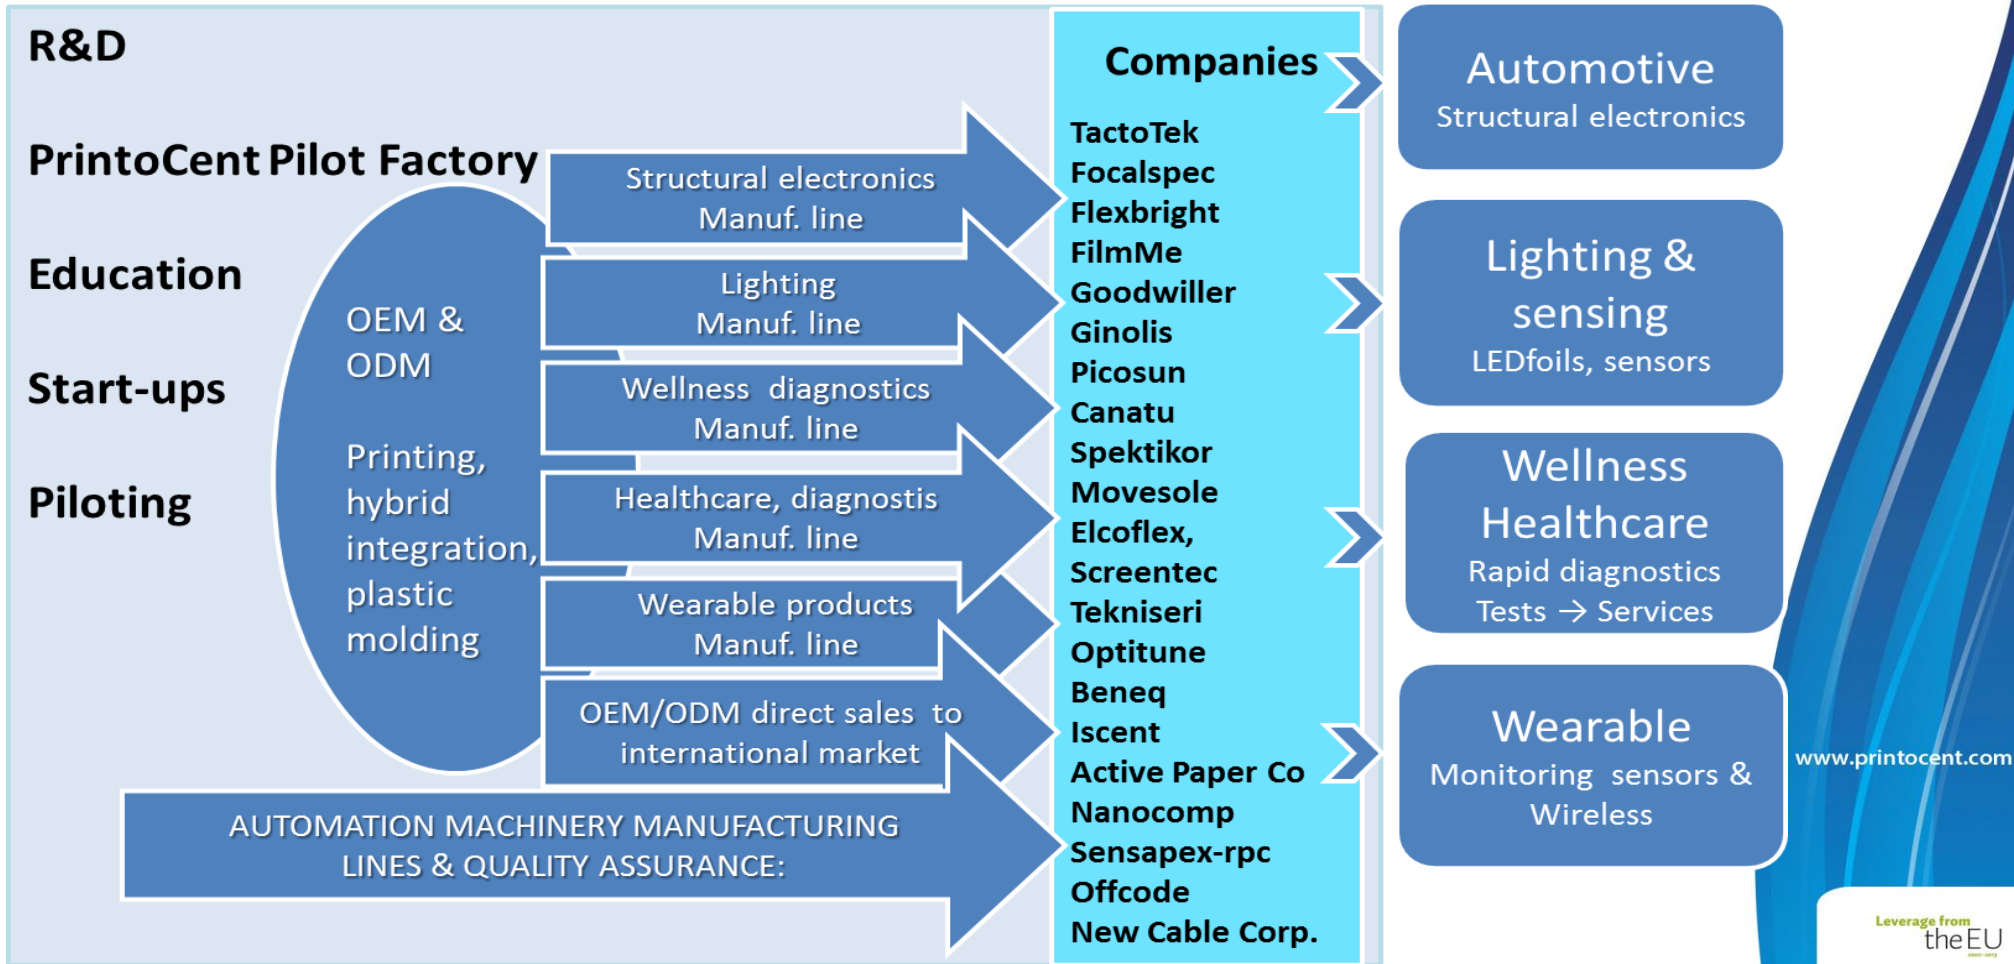 R&D
PrintoCent Pilot Factory
Education
Start-ups
Piloting
OEM &
ODM
Printing,
hybrid
integration,
plastic
molding
Structural electronics
Manuf. line
Lighting
Manuf. line
Wellness diagnostics
Manuf. line
Healthcare, diagnostis
Manuf. line
Wearable products
Manuf. line
OEM/ODM direct sales to
international market
AUTOMATION MACHINERY MANUFACTURING
LINES & QUALITY ASSURANCE:
Companies
TactoTek
Focalspec
Flexbright
FilmMe
Goodwiller
Ginolis
Picosun
Canatu
Spektikor
Movesole
Elcoflex,
Screentec
Tekniseri
Optitune
Beneq
Iscent
Active Paper Co
Nanocomp
Sensapex-rpc
Offcode
New Cable Corp.
Automotive
Structural electronics
Lighting &
sensing
LEDfoils, sensors
Wellness
Healthcare
Rapid diagnostics
Tests → Services
Wearable
Monitoring sensors &
Wireless
www.printocent.com
Leverage from
the EU
2007–2013